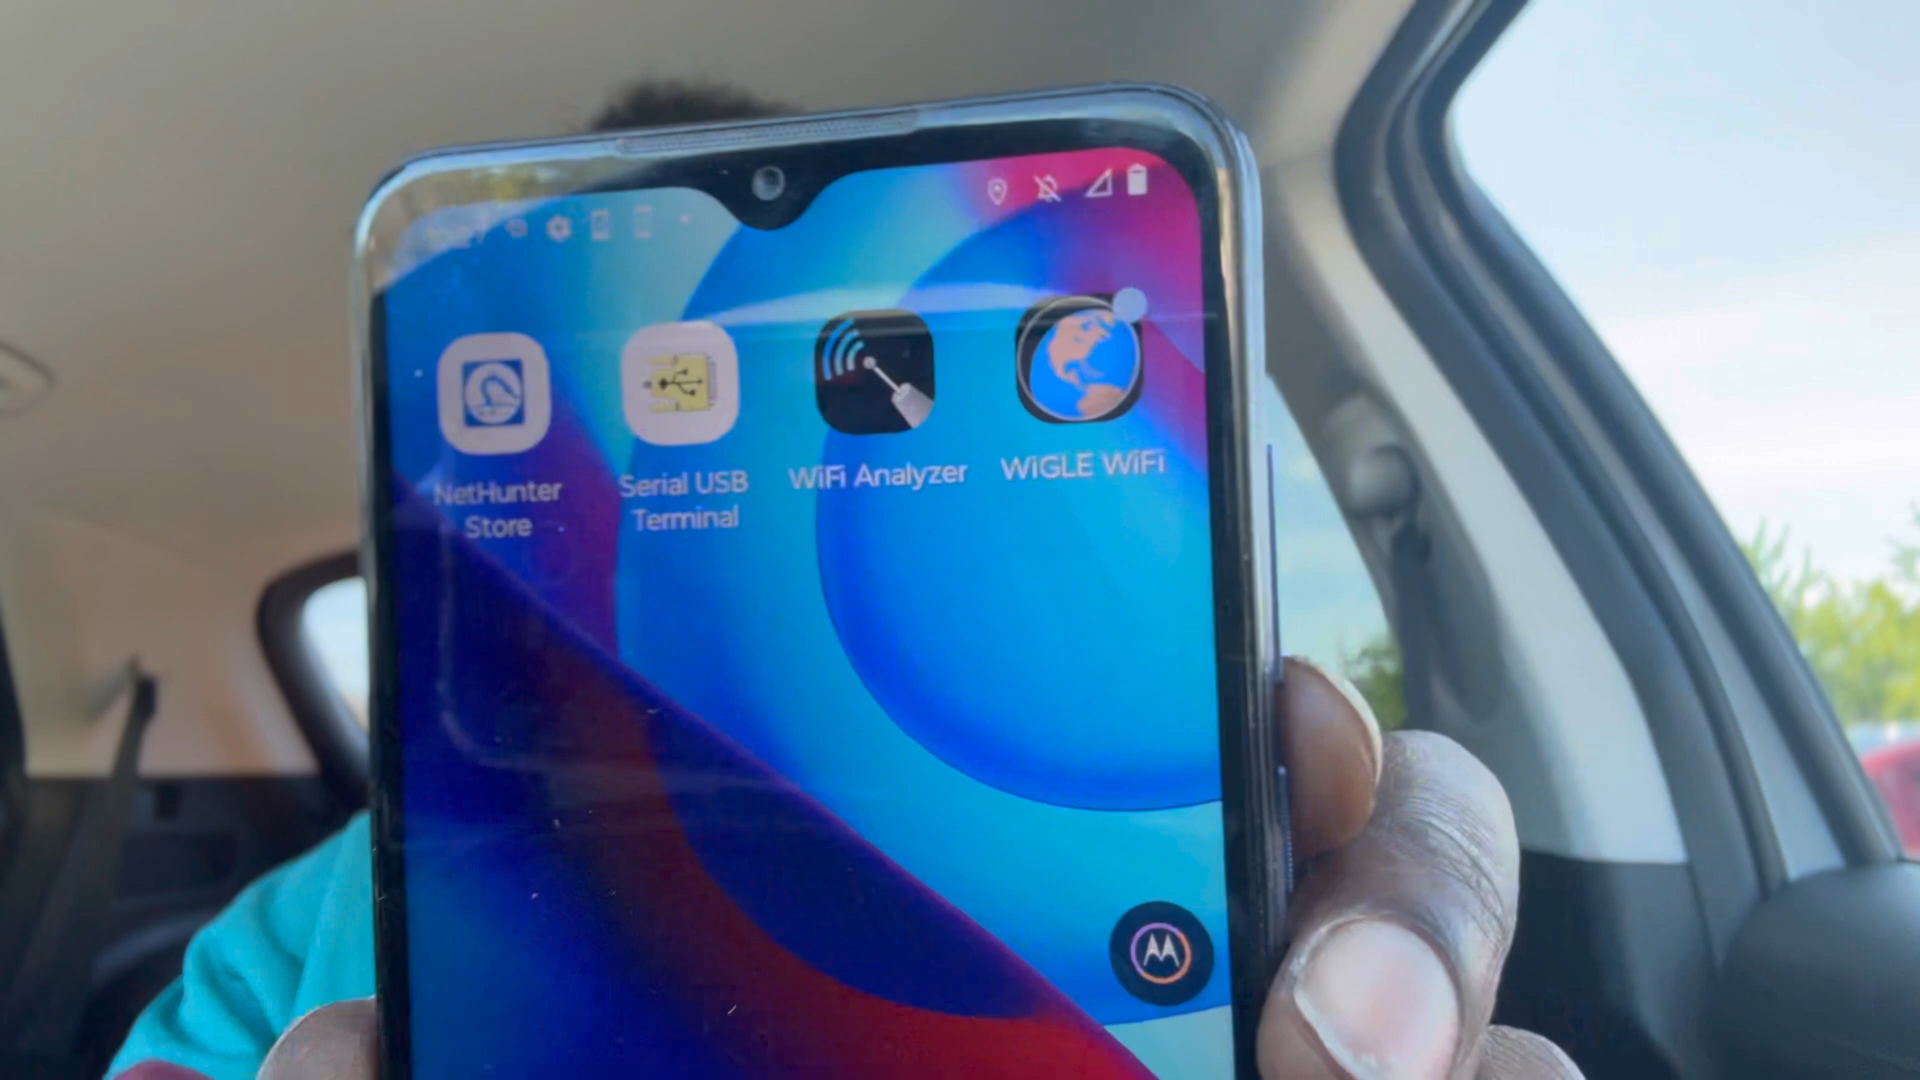 NetHunter
Store
Serial USB
Terminal
WiFi Analyzer
WiGLE WiFi